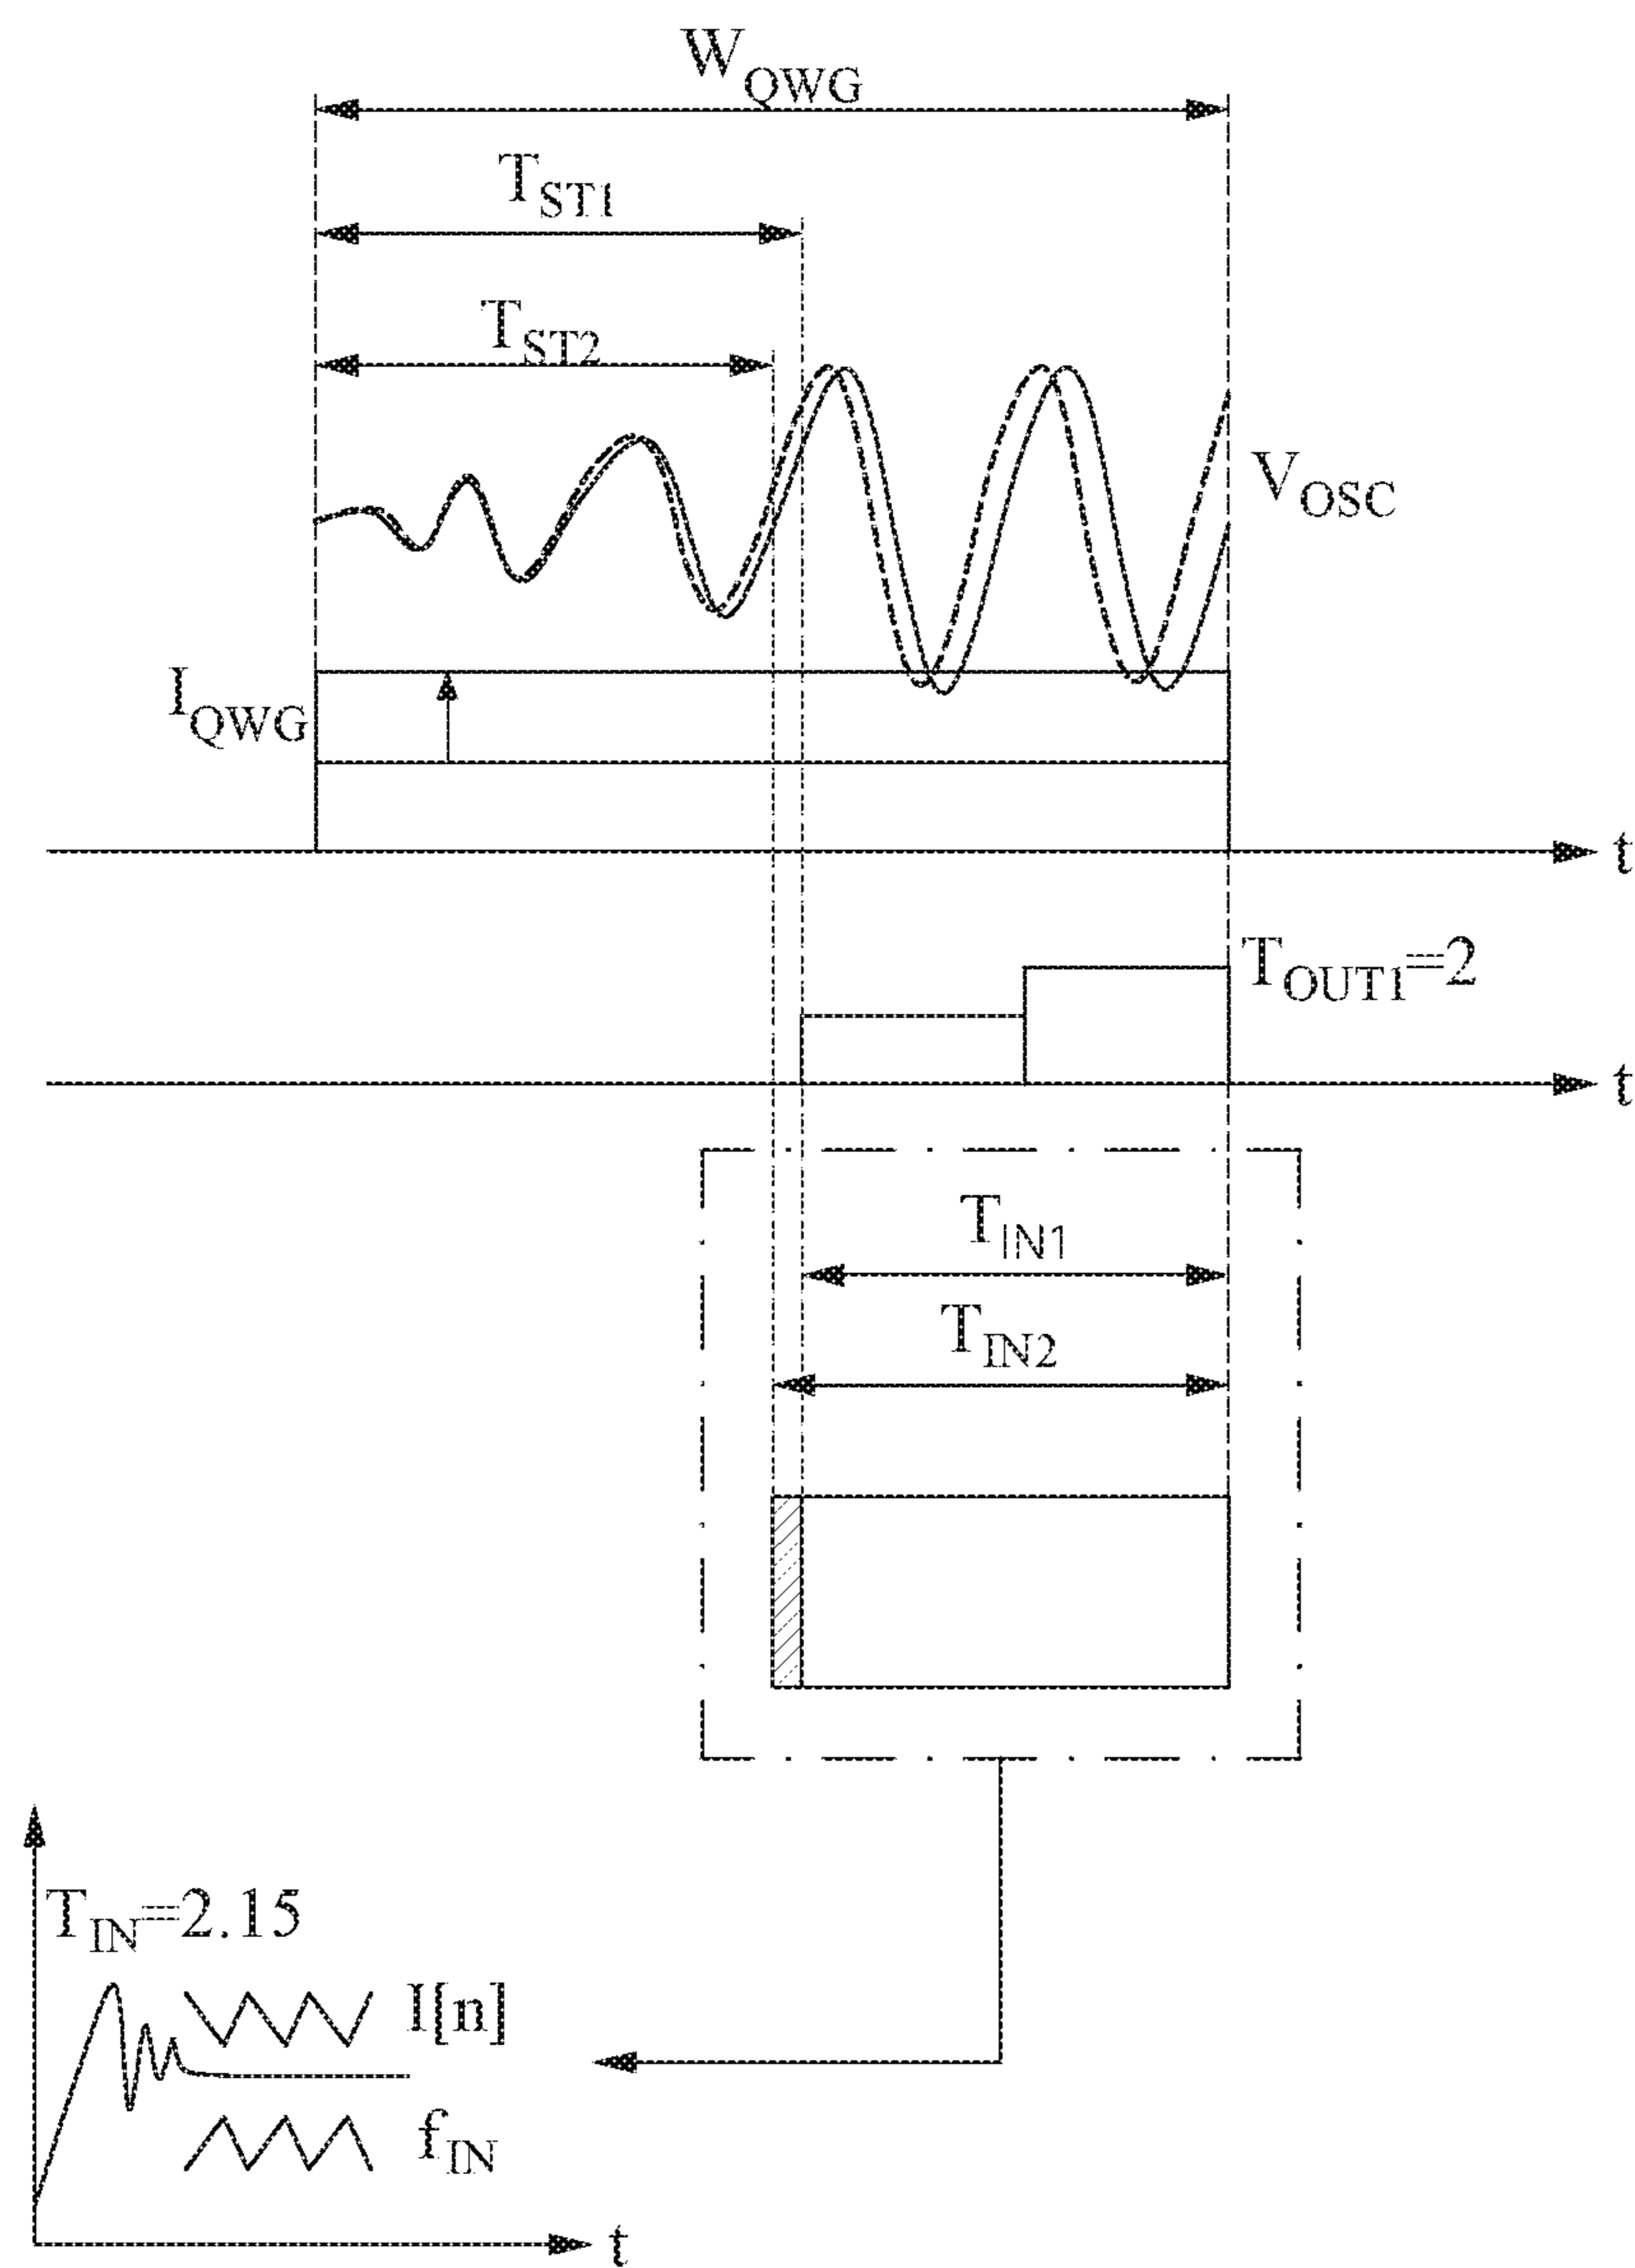 W_QWG
T_ST1
T_ST2
V_OSC
I_QWG
t
T_OUT1=2
t
T_IN1
T_IN2
T_IN=2.15
I[n]
f_IN
t